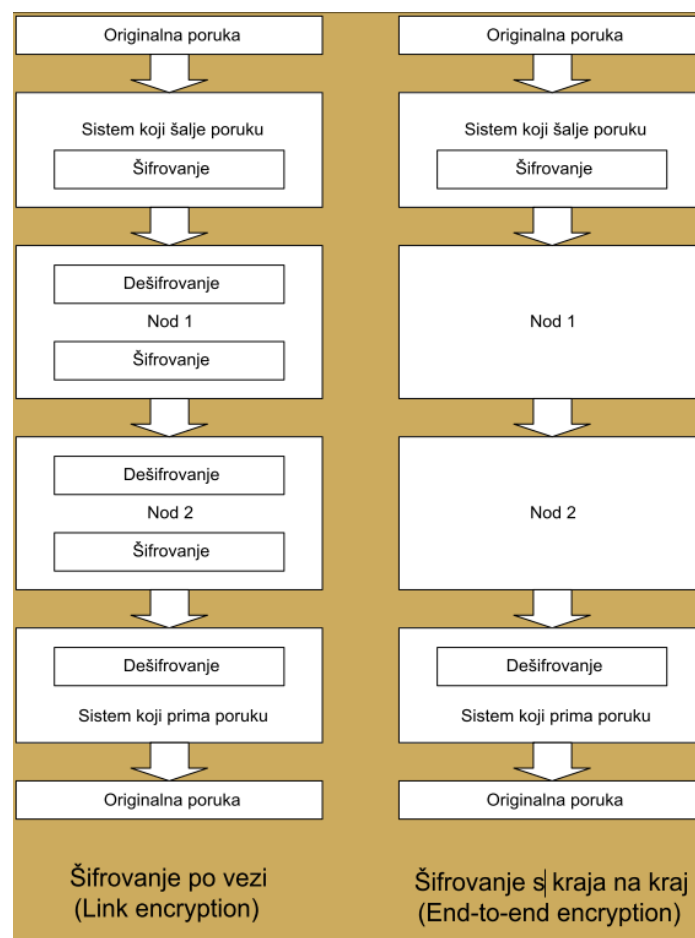 Originalna poruka
Sistem koji šalje poruku
Šifrovanje
Dešifrovanje
Nod 1
Šifrovanje
Dešifrovanje
Nod 2
Šifrovanje
Dešifrovanje
Sistem koji prima poruku
Originalna poruka
Šifrovanje po vezi
(Link encryption)
Originalna poruka
Sistem koji šalje poruku
Šifrovanje
Nod 1
Nod 2
Dešifrovanje
Sistem koji prima poruku
Originalna poruka
Šifrovanje s kraja na kraj
(End-to-end encryption)